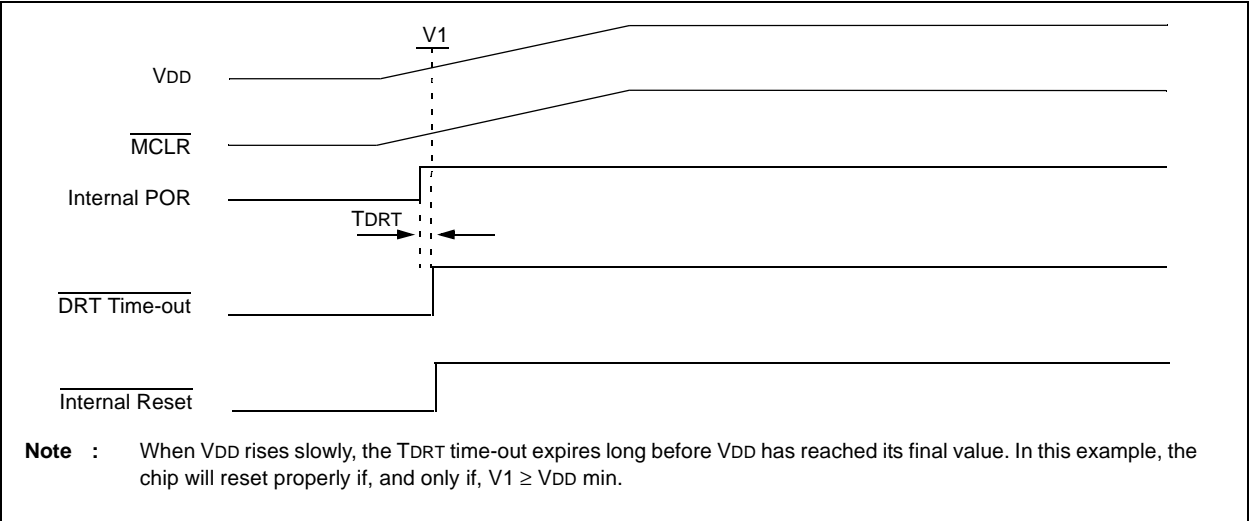 V1
VDD
MCLR
Internal POR
TDRT
DRT Time-out
Internal Reset
Note : When VDD rises slowly, the TDRT time-out expires long before VDD has reached its final value. In this example, the
chip will reset properly if, and only if, V1 ≥ VDD min.